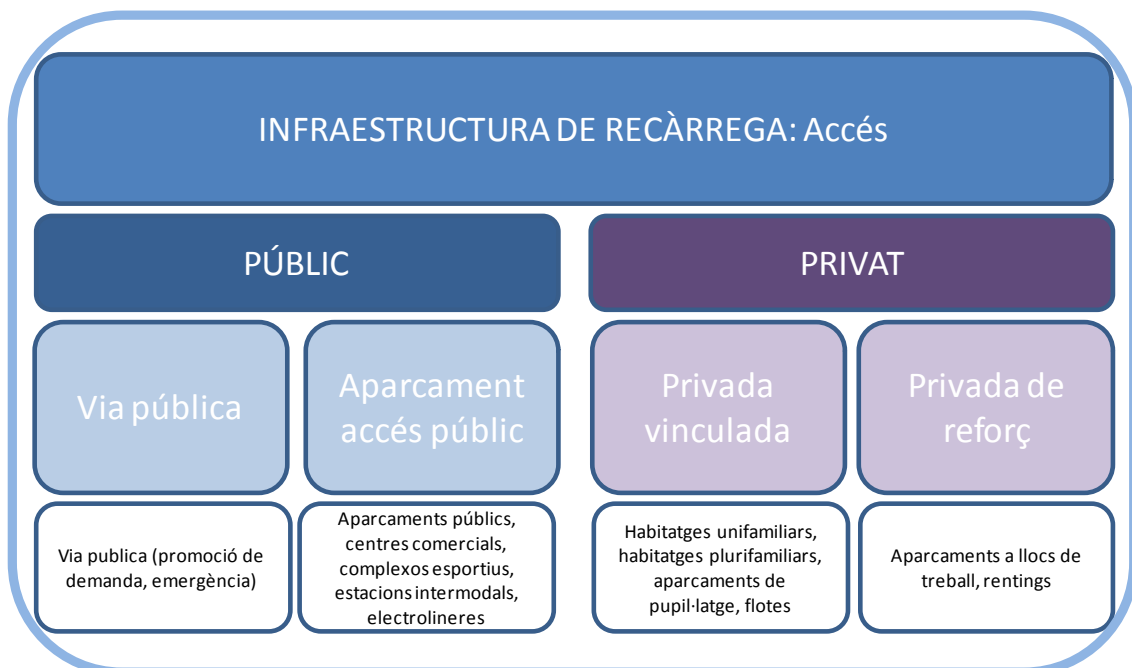 INFRAESTRUCTURA DE RECÀRREGA: Accés
PÚBLIC
PRIVAT
Via pública
Aparcament
accés públic
Privada
vinculada
Privada de
reforç
Via publica (promoció de
demanda, emergència)
Aparcaments públics,
centres comercials,
complexos esportius,
estacions intermodals,
electrolineres
Habitatges unifamiliars,
habitatges plurifamiliars,
aparcaments de
pupil·latge, flotes
Aparcaments a llocs de
treball, rentings